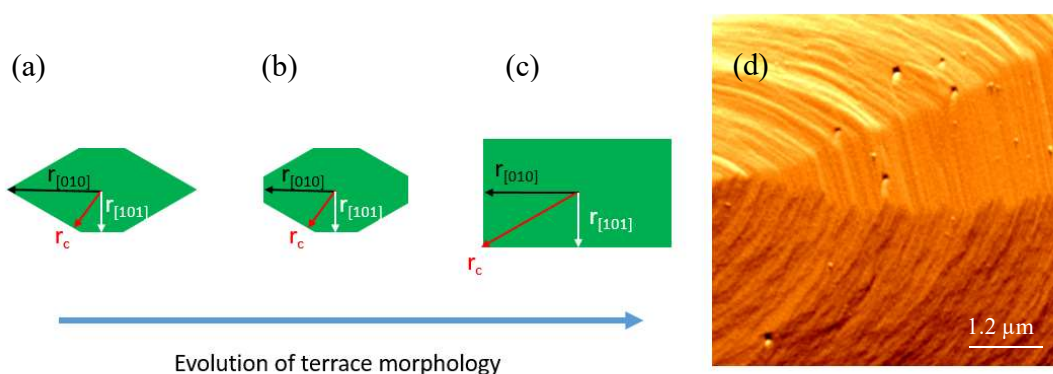 (a)
(b)
(c)
(d)
r[010]
r[101]
rc
r[010]
r[101]
rc
r[010]
r[101]
rc
1.2 µm
Evolution of terrace morphology